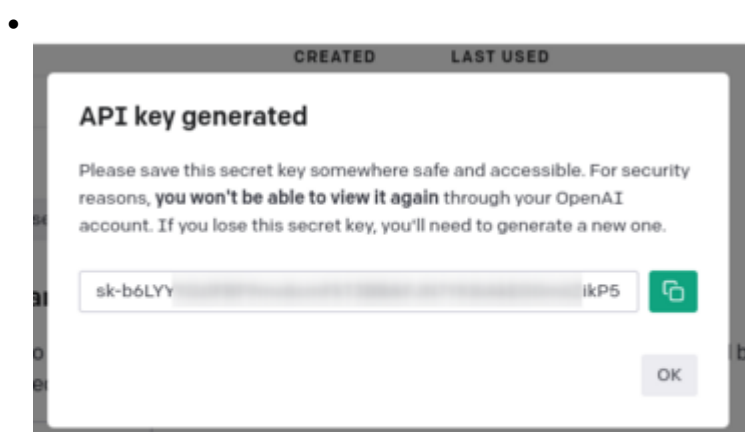 CREATED LAST USED
API key generated
Please save this secret key somewhere safe and accessible. For security
reasons, you won't be able to view it again through your OpenAI
account. If you lose this secret key, you'll need to generate a new one.
sk-b6LYY ikP5
OK